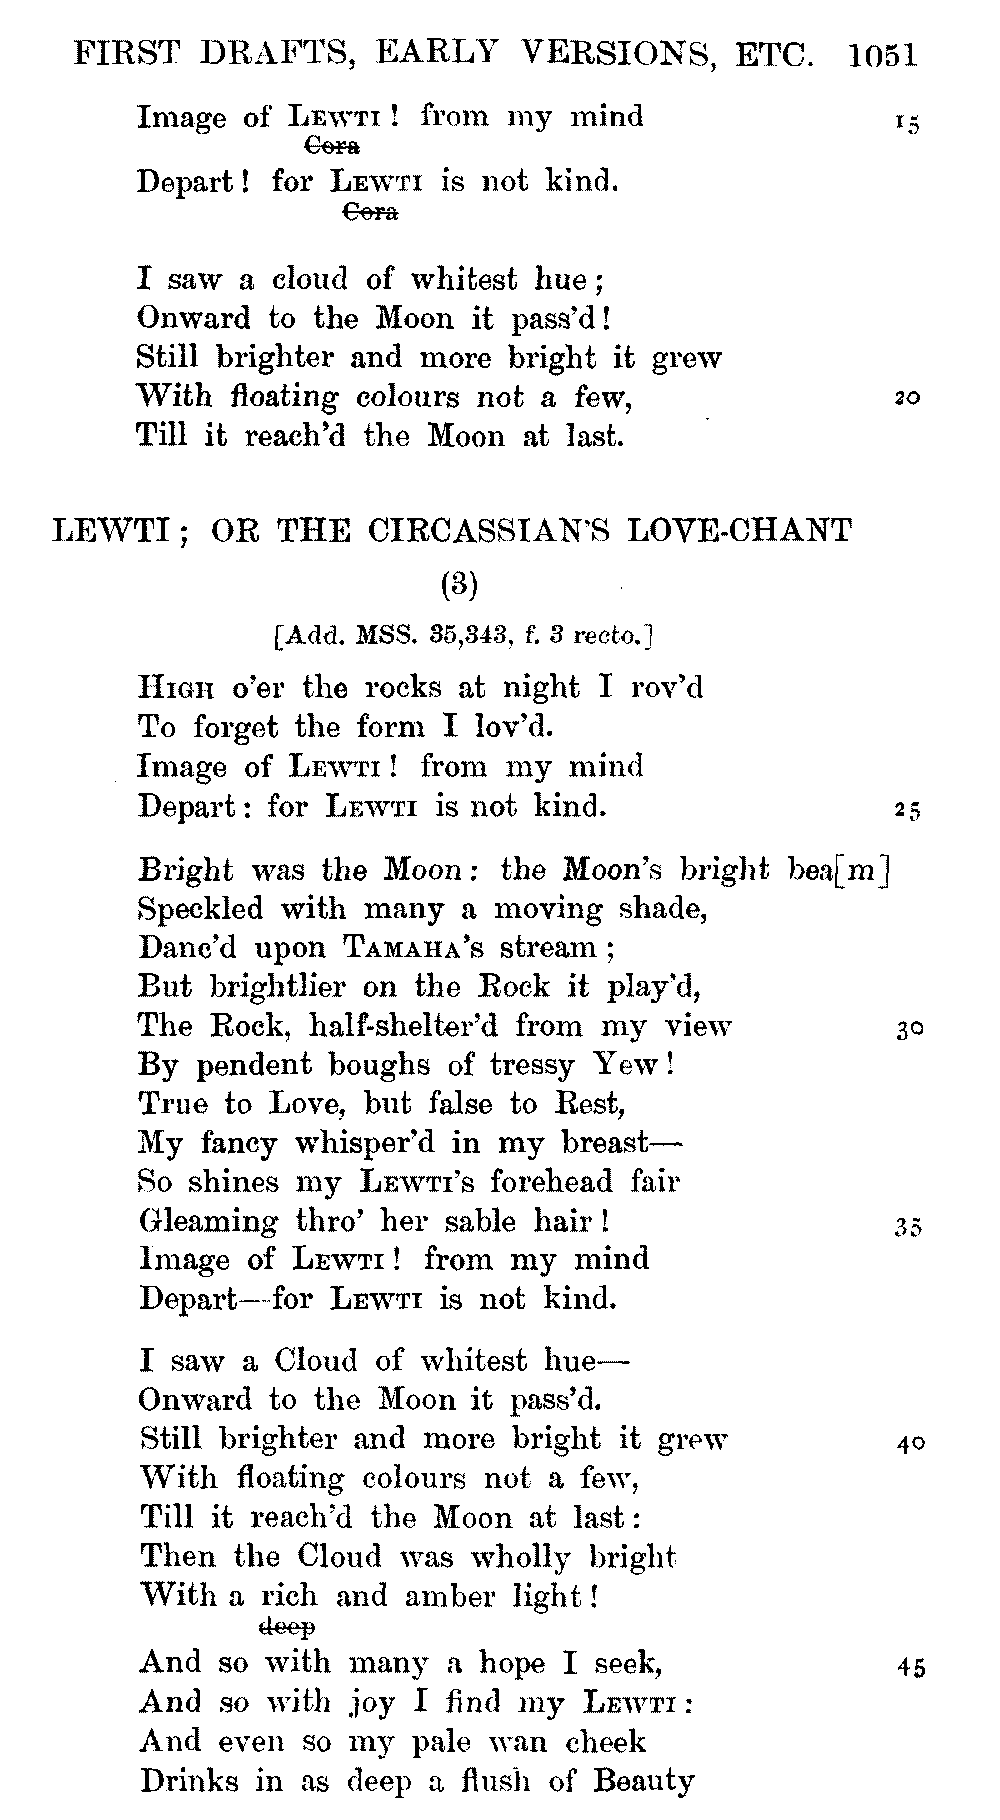 FIRST DRAFTS, EARLY VERSIONS, ETC. 1051
Image of LEWTI ! from my mind 15
Cora
Depart ! for LEWTI is not kind.
Cora
I saw a cloud of whitest hue ;
Onward to the Moon it pass'd !
Still brighter and more bright it grew
With floating colours not a few, 20
Till it reach'd the Moon at last.
LEWTI ; OR THE CIRCASSIAN'S LOVE-CHANT
(3)
[Add. MSS. 35,343, f. 3 recto.]
HIGH o'er the rocks at night I rov'd
To forget the form I lov'd.
Image of LEWTI ! from my mind
Depart : for LEWTI is not kind. 25
Bright was the Moon : the Moon's bright bea[m]
Speckled with many a moving shade,
Danc'd upon TAMAHA'S stream ;
But brightlier on the Rock it play'd,
The Rock, half-shelter'd from my view 30
By pendent boughs of tressy Yew !
True to Love, but false to Rest,
My fancy whisper'd in my breast—
So shines my LEWTI'S forehead fair
Gleaming thro' her sable hair ! 35
Image of LEWTI ! from my mind
Depart—for LEWTI is not kind.
I saw a Cloud of whitest hue—
Onward to the Moon it pass'd.
Still brighter and more bright it grew 40
With floating colours not a few,
Till it reach'd the Moon at last :
Then the Cloud was wholly bright
With a rich and amber light !
deep
And so with many a hope I seek, 45
And so with joy I find my LEWTI :
And even so my pale wan cheek
Drinks in as deep a flush of Beauty